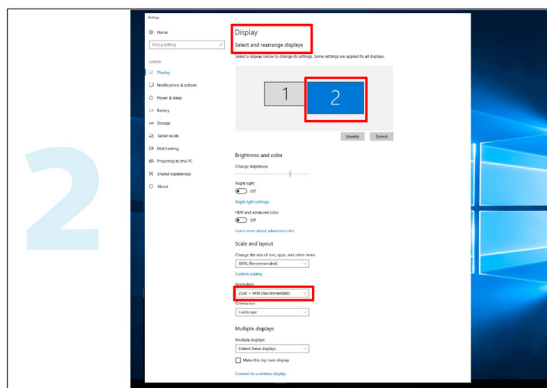 2
Settings
Home
Find a setting
System
Display
Notifications & actions
Power & sleep
Battery
Storage
Tablet mode
Multitasking
Projecting to this PC
Shared experiences
About
Display
Select and rearrange displays
Select a display below to change its settings. Some settings are applied to all displays.
1
2
Identify Detect
Brightness and color
Change brightness
Night light
Off
Night light settings
HDR and advanced color
Off
Learn more about advanced color
Scale and layout
Change the size of text, apps, and other items
100% (Recommended)
Custom scaling
Resolution
2560 × 1440 (Recommended)
Orientation
Landscape
Multiple displays
Multiple displays
Extend these displays
Make this my main display
Connect to a wireless display